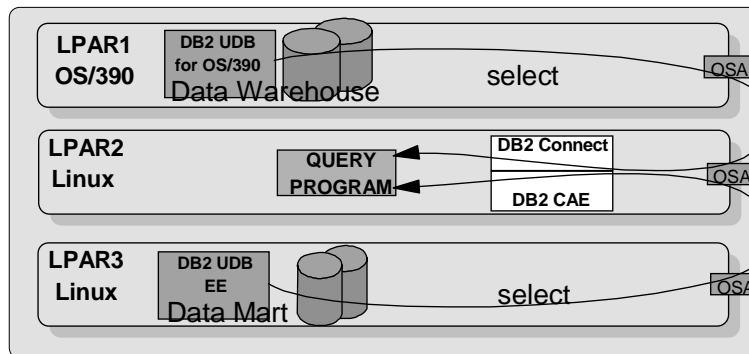 LPAR1
OS/390
DB2 UDB
for OS/390
Data Warehouse
select
OSA
LPAR2
Linux
QUERY
PROGRAM
DB2 Connect
DB2 CAE
OSA
LPAR3
Linux
DB2 UDB
EE
Data Mart
select
OSA